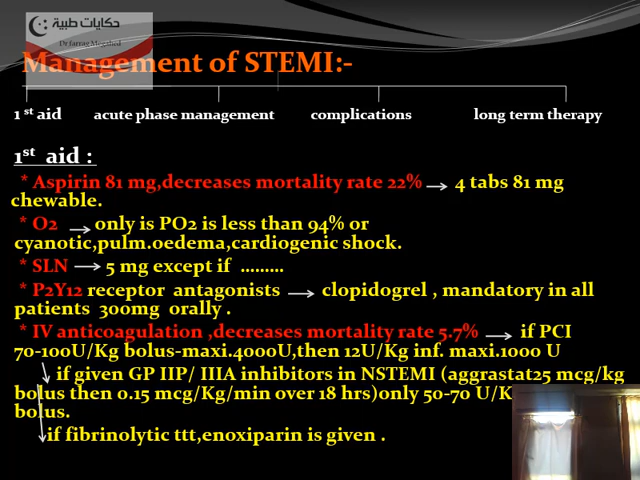 حكايات طبية
Dr farrag Megahed
Management of STEMI:-
1 st aid acute phase management complications long term therapy
1st aid :
* Aspirin 81 mg,decreases mortality rate 22% → 4 tabs 81 mg
chewable.
* O2 → only is PO2 is less than 94% or
cyanotic,pulm.oedema,cardiogenic shock.
* SLN → 5 mg except if .........
* P2Y12 receptor antagonists → clopidogrel , mandatory in all
patients 300mg orally .
* IV anticoagulation ,decreases mortality rate 5.7% → if PCI
70-100U/Kg bolus-maxi.4000U,then 12U/Kg inf. maxi.1000 U
if given GP IIP/ IIIA inhibitors in NSTEMI (aggrastat25 mcg/kg
bolus then 0.15 mcg/Kg/min over 18 hrs)only 50-70 U/K
bolus.
if fibrinolytic ttt,enoxiparin is given .